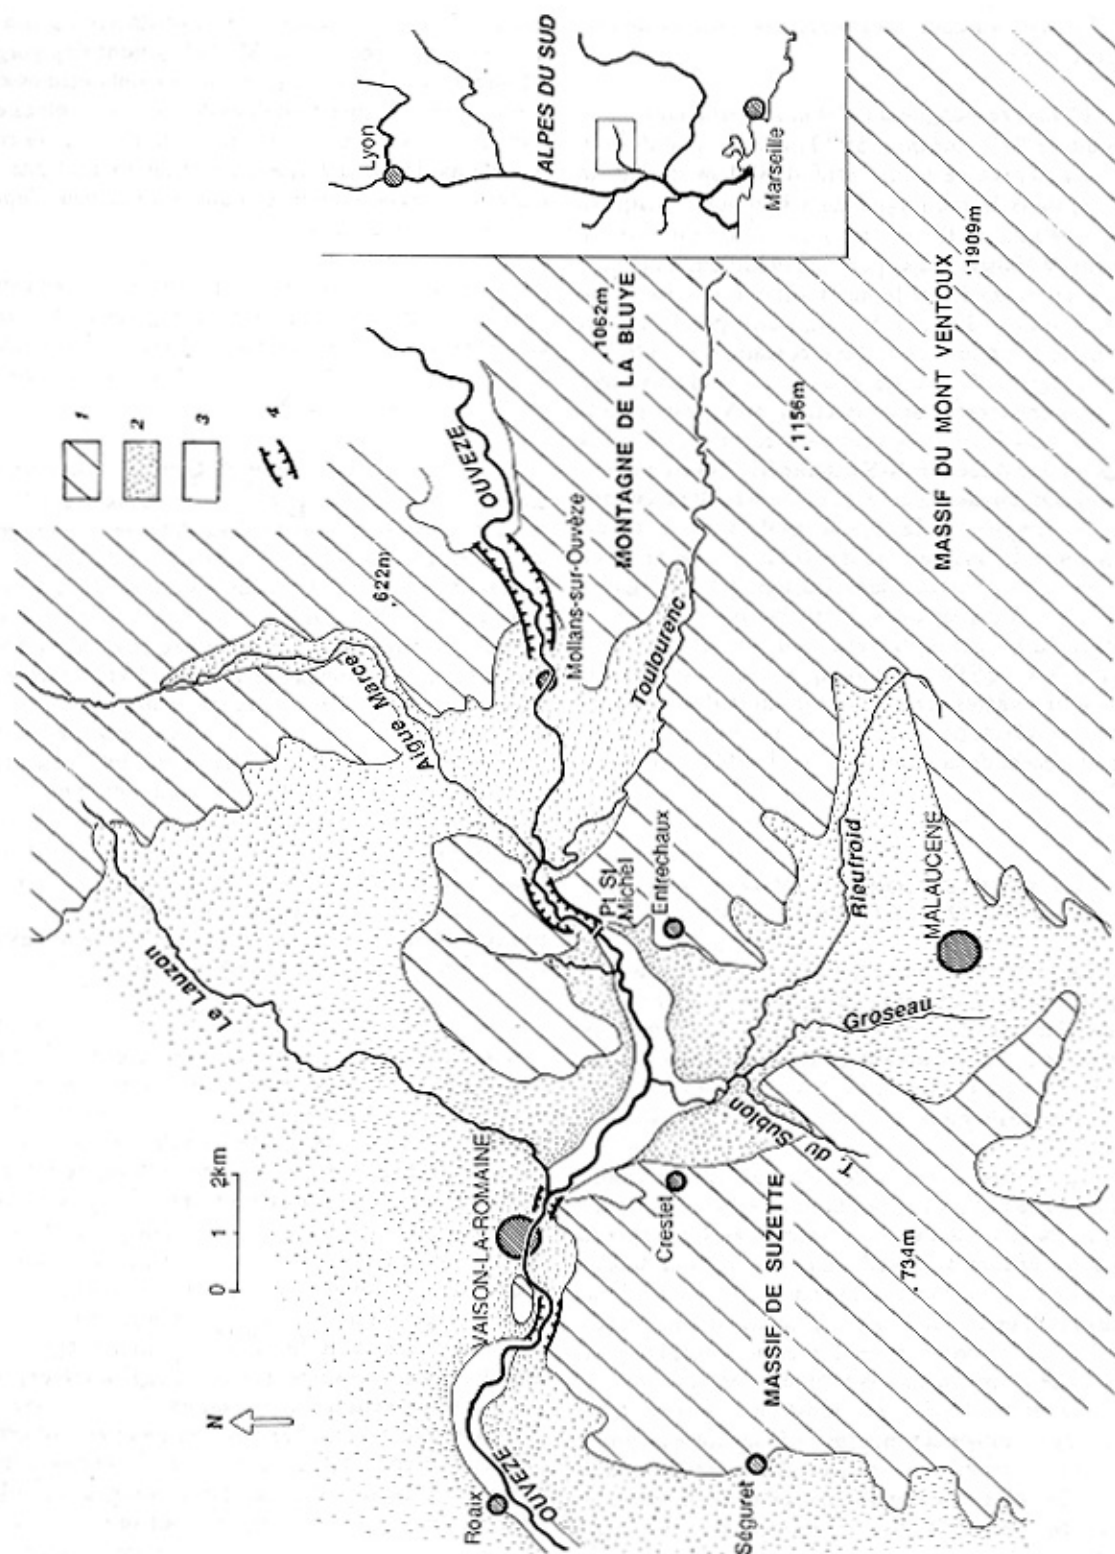 N
0 1 2km
1
2
3
4
Lyon
ALPES DU SUD
Marseille
Le Lauzon
Aigue Marce
622m
OUVEZE
Mollans-sur-Ouvèze
MONTAGNE DE LA BLUYE
1062m
Toulourenc
1156m
MASSIF DU MONT VENTOUX
1909m
Roaix
OUVEZE
VAISON-LA-ROMAINE
Pt St
Michel
Entrechaux
Rieufroid
MALAUCENE
Groseau
T. du Sublon
Crestet
MASSIF DE SUZETTE
734m
Séguret